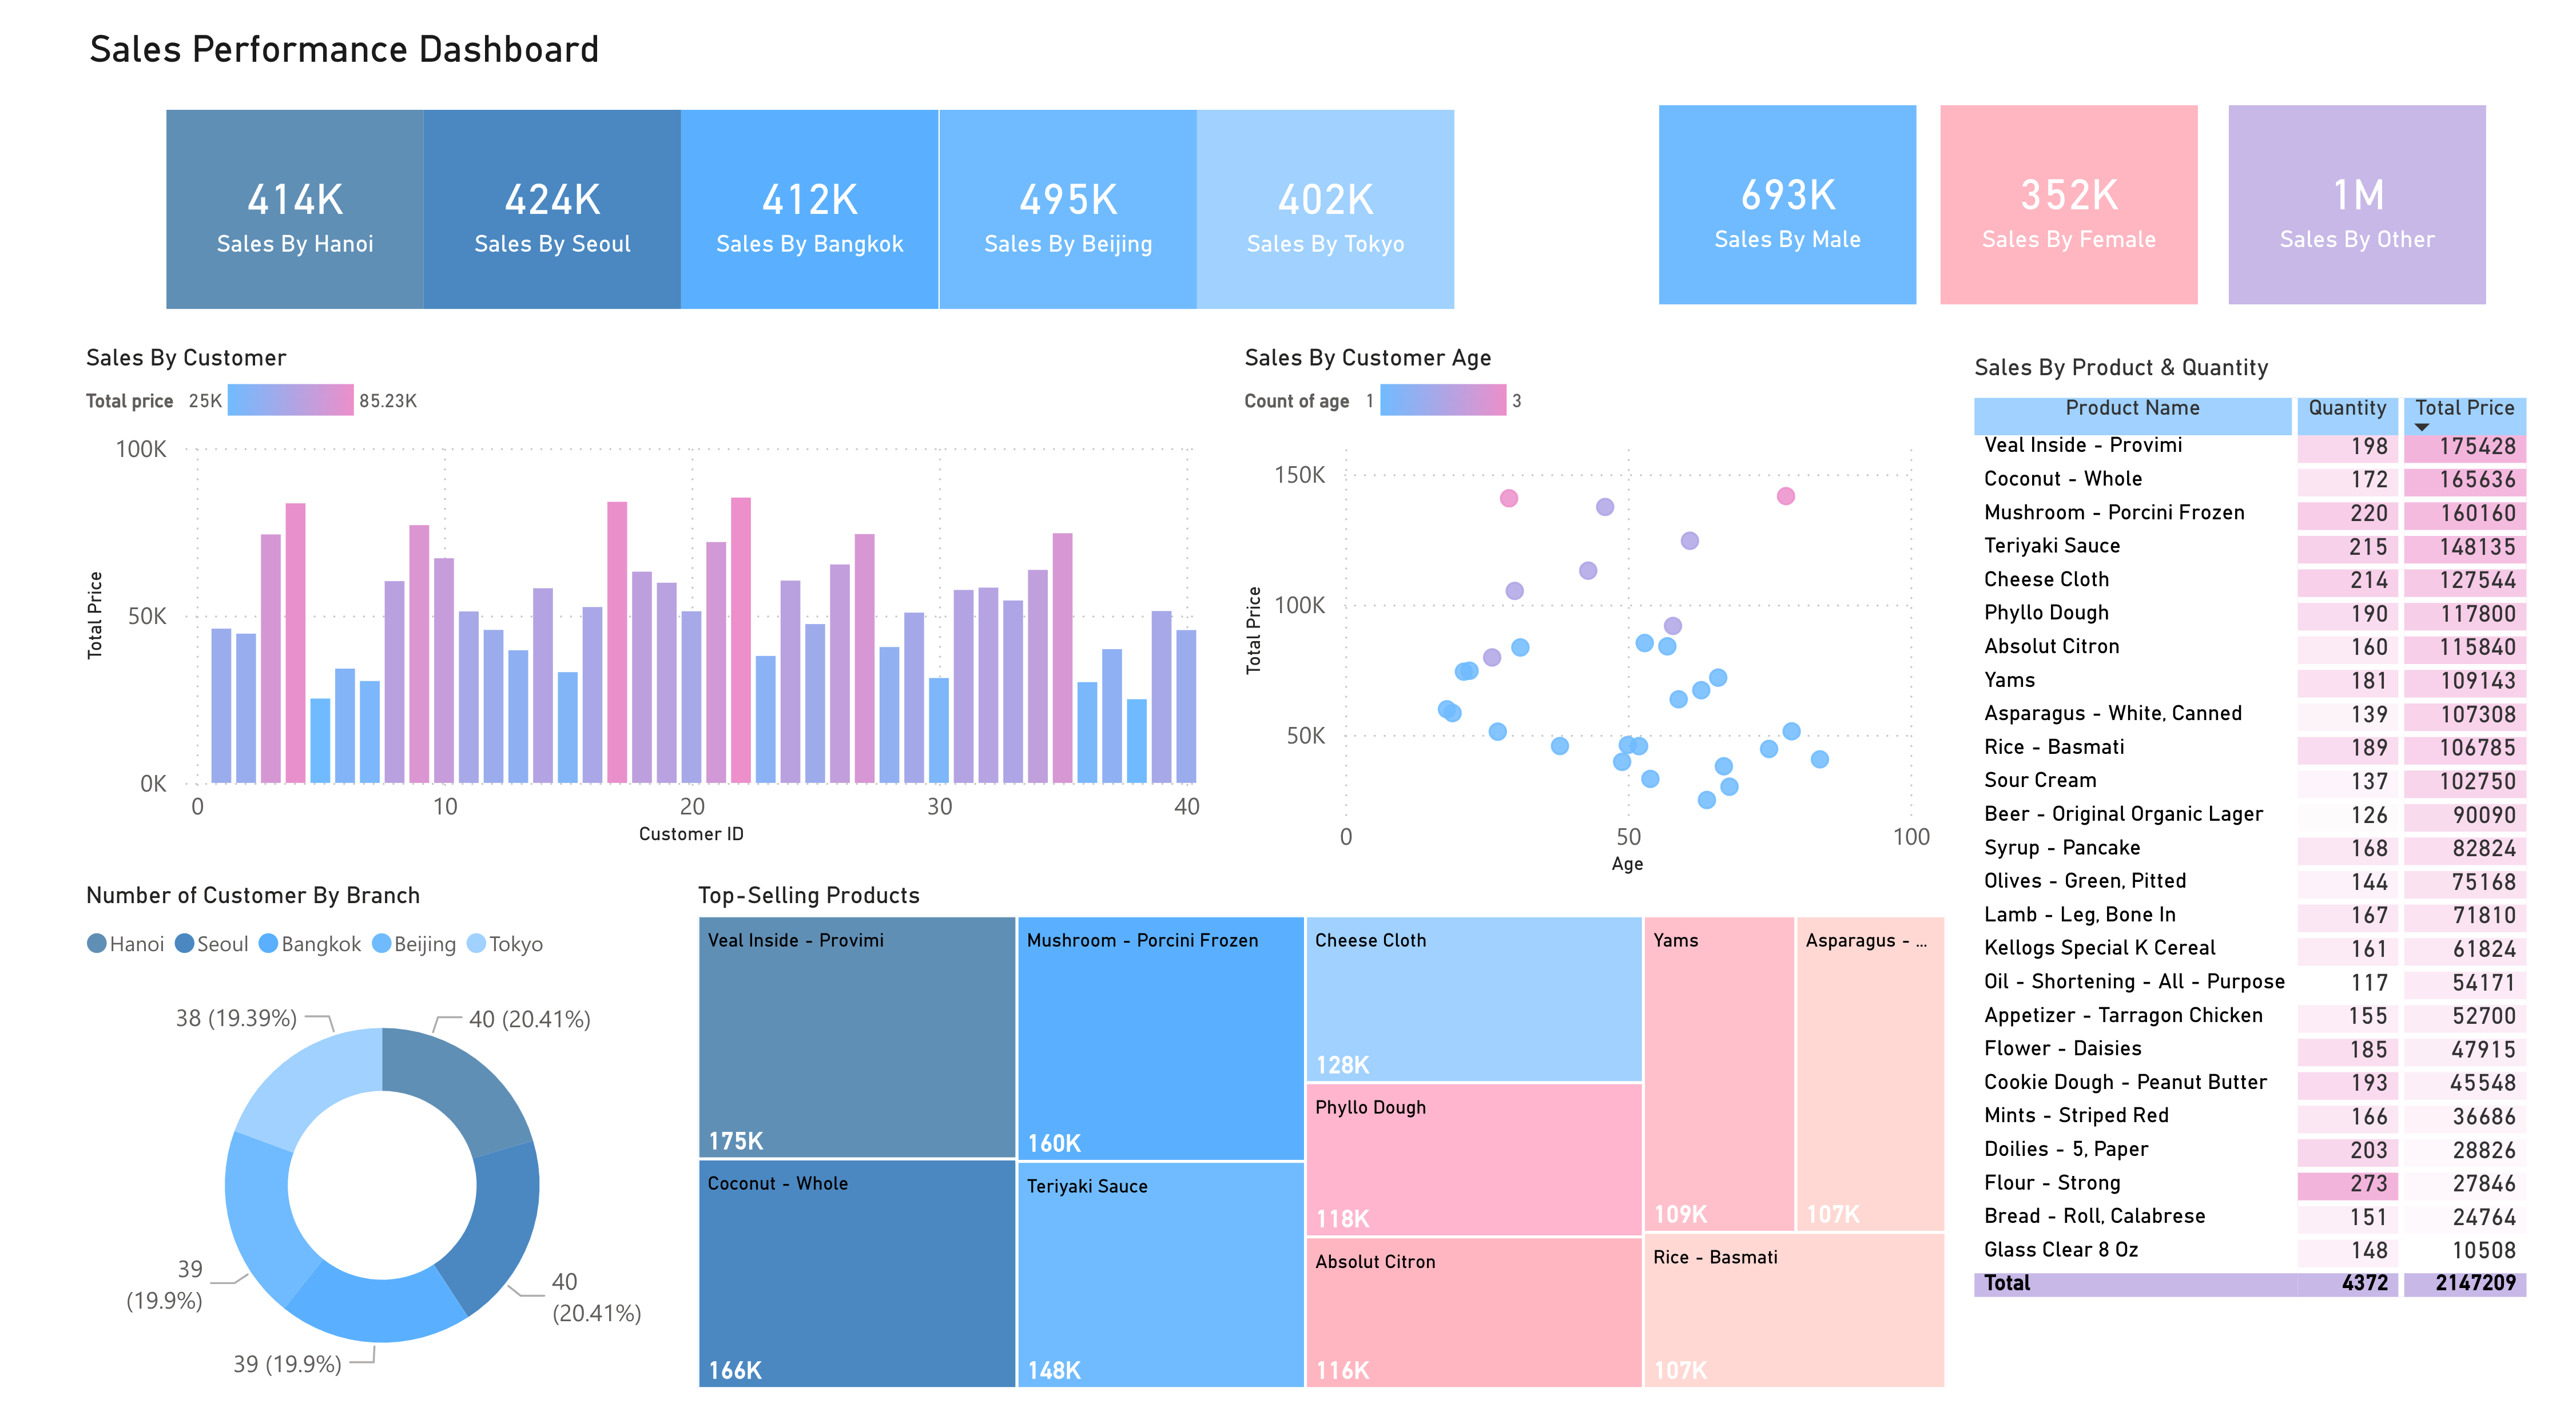 Sales Performance Dashboard
414K
Sales By Hanoi
424K
Sales By Seoul
412K
Sales By Bangkok
495K
Sales By Beijing
402K
Sales By Tokyo
693K
Sales By Male
352K
Sales By Female
1M
Sales By Other
Sales By Customer
Total price 25K 85.23K
100K
50K
0K
Total Price
0 10 20 30 40
Customer ID
Sales By Customer Age
Count of age 1 3
150K
100K
50K
Total Price
0 50 100
Age
Sales By Product & Quantity
Product Name Quantity Total Price
Veal Inside - Provimi 198 175428
Coconut - Whole 172 165636
Mushroom - Porcini Frozen 220 160160
Teriyaki Sauce 215 148135
Cheese Cloth 214 127544
Phyllo Dough 190 117800
Absolut Citron 160 115840
Yams 181 109143
Asparagus - White, Canned 139 107308
Rice - Basmati 189 106785
Sour Cream 137 102750
Beer - Original Organic Lager 126 90090
Syrup - Pancake 168 82824
Olives - Green, Pitted 144 75168
Lamb - Leg, Bone In 167 71810
Kellogs Special K Cereal 161 61824
Oil - Shortening - All - Purpose 117 54171
Appetizer - Tarragon Chicken 155 52700
Flower - Daisies 185 47915
Cookie Dough - Peanut Butter 193 45548
Mints - Striped Red 166 36686
Doilies - 5, Paper 203 28826
Flour - Strong 273 27846
Bread - Roll, Calabrese 151 24764
Glass Clear 8 Oz 148 10508
Total 4372 2147209
Number of Customer By Branch
Hanoi Seoul Bangkok Beijing Tokyo
38 (19.39%)
40 (20.41%)
39
(19.9%)
40
(20.41%)
39 (19.9%)
Top-Selling Products
Veal Inside - Provimi
175K
Coconut - Whole
166K
Mushroom - Porcini Frozen
160K
Teriyaki Sauce
148K
Cheese Cloth
128K
Phyllo Dough
118K
Absolut Citron
116K
Yams
109K
Asparagus - ...
107K
Rice - Basmati
107K